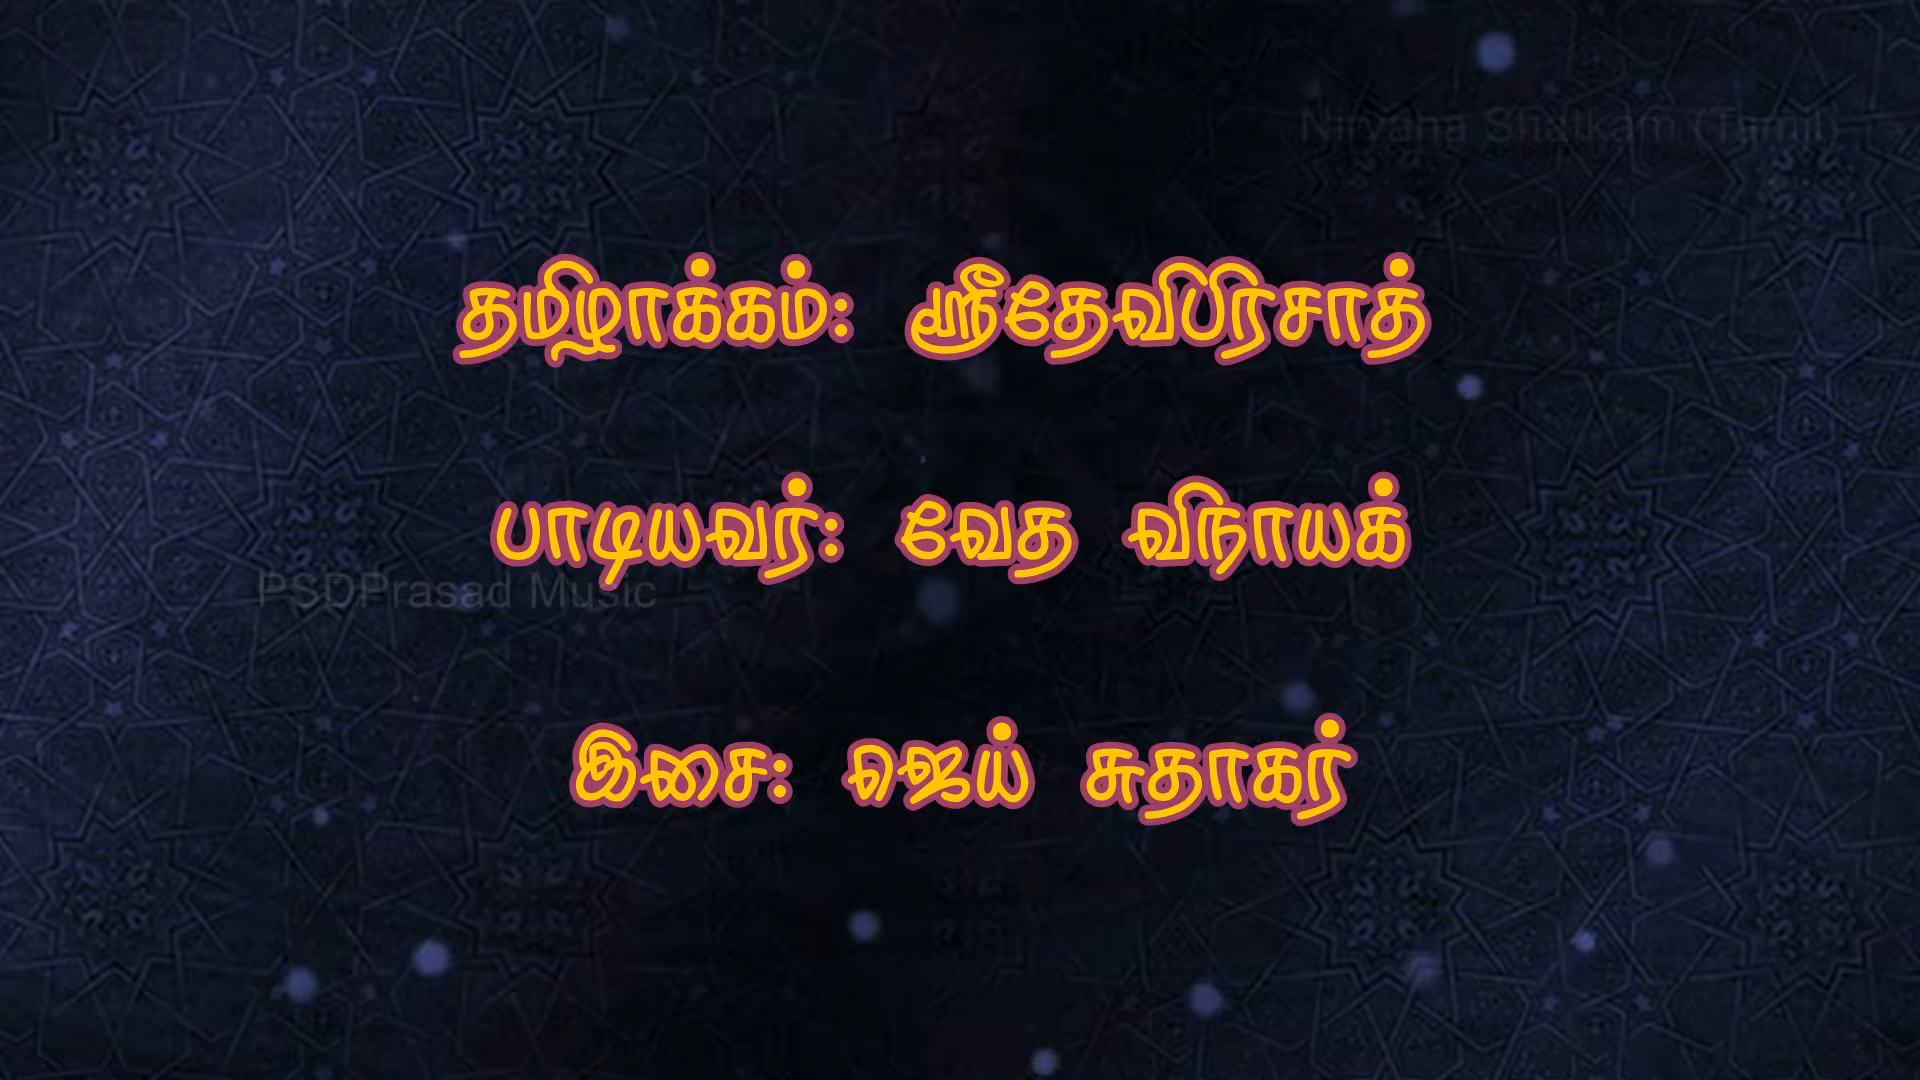 Nirvana Shatkam (Tamil)
தமிழாக்கம்: ஸ்ரீதேவிபிரசாத்
பாடியவர்: வேத விநாயக்
PSDPrasad Music
இசை: ஜெய் சுதாகர்